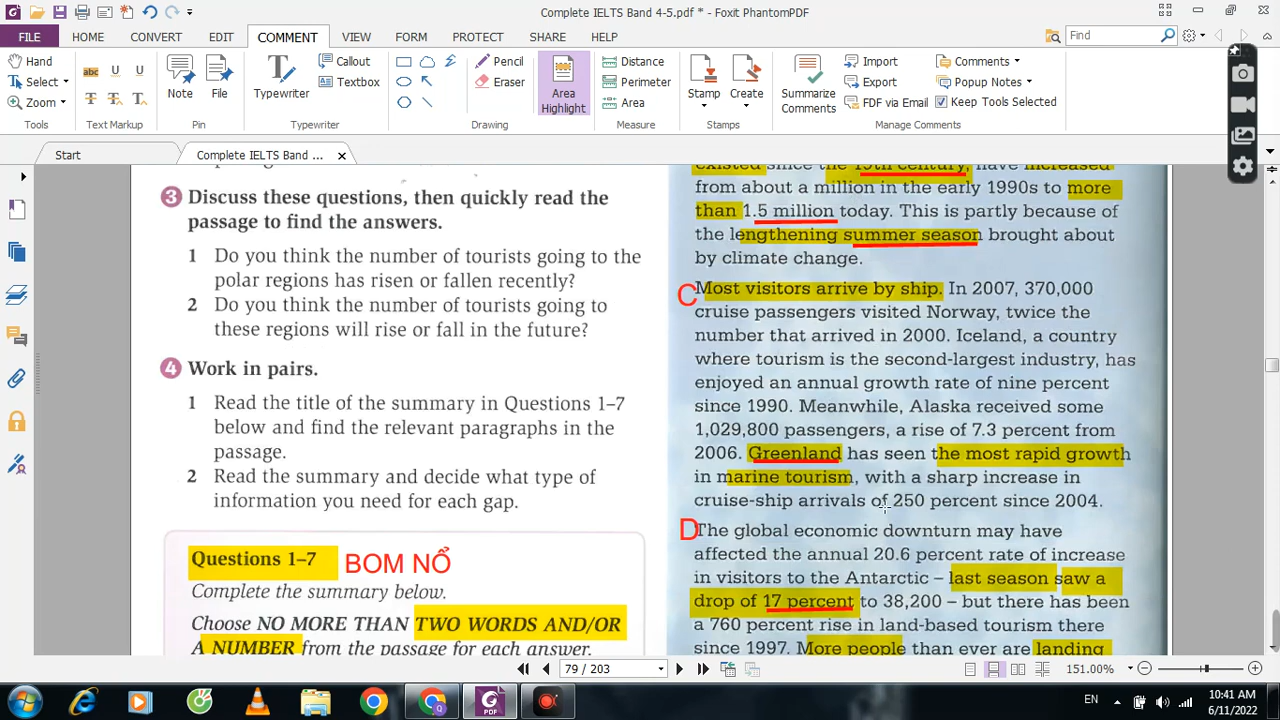 Complete IELTS Band 4-5.pdf * - Foxit PhantomPDF
FILE HOME CONVERT EDIT COMMENT VIEW FORM PROTECT SHARE HELP Find
Hand
Select
Zoom
Tools
abc U U
T T T
Text Markup
Note
File
Pin
Typewriter
Callout
Textbox
Typewriter
Pencil
Eraser
Drawing
Area Highlight
Distance
Perimeter
Area
Measure
Stamp
Create
Stamps
Summarize Comments
Import
Export
FDF via Email
Comments
Popup Notes
Keep Tools Selected
Manage Comments
Start Complete IELTS Band ...
3 Discuss these questions, then quickly read the
passage to find the answers.
1 Do you think the number of tourists going to the
polar regions has risen or fallen recently?
2 Do you think the number of tourists going to
these regions will rise or fall in the future?
4 Work in pairs.
1 Read the title of the summary in Questions 1–7
below and find the relevant paragraphs in the
passage.
2 Read the summary and decide what type of
information you need for each gap.
Questions 1–7 BOM NỔ
Complete the summary below.
Choose NO MORE THAN TWO WORDS AND/OR
A NUMBER from the passage for each answer.
existed since the 19th century, have increased
from about a million in the early 1990s to more
than 1.5 million today. This is partly because of
the lengthening summer season brought about
by climate change.
C Most visitors arrive by ship. In 2007, 370,000
cruise passengers visited Norway, twice the
number that arrived in 2000. Iceland, a country
where tourism is the second-largest industry, has
enjoyed an annual growth rate of nine percent
since 1990. Meanwhile, Alaska received some
1,029,800 passengers, a rise of 7.3 percent from
2006. Greenland has seen the most rapid growth
in marine tourism, with a sharp increase in
cruise-ship arrivals of 250 percent since 2004.
D The global economic downturn may have
affected the annual 20.6 percent rate of increase
in visitors to the Antarctic – last season saw a
drop of 17 percent to 38,200 – but there has been
a 760 percent rise in land-based tourism there
since 1997. More people than ever are landing
79 / 203
151.00%
EN
10:41 AM
6/11/2022